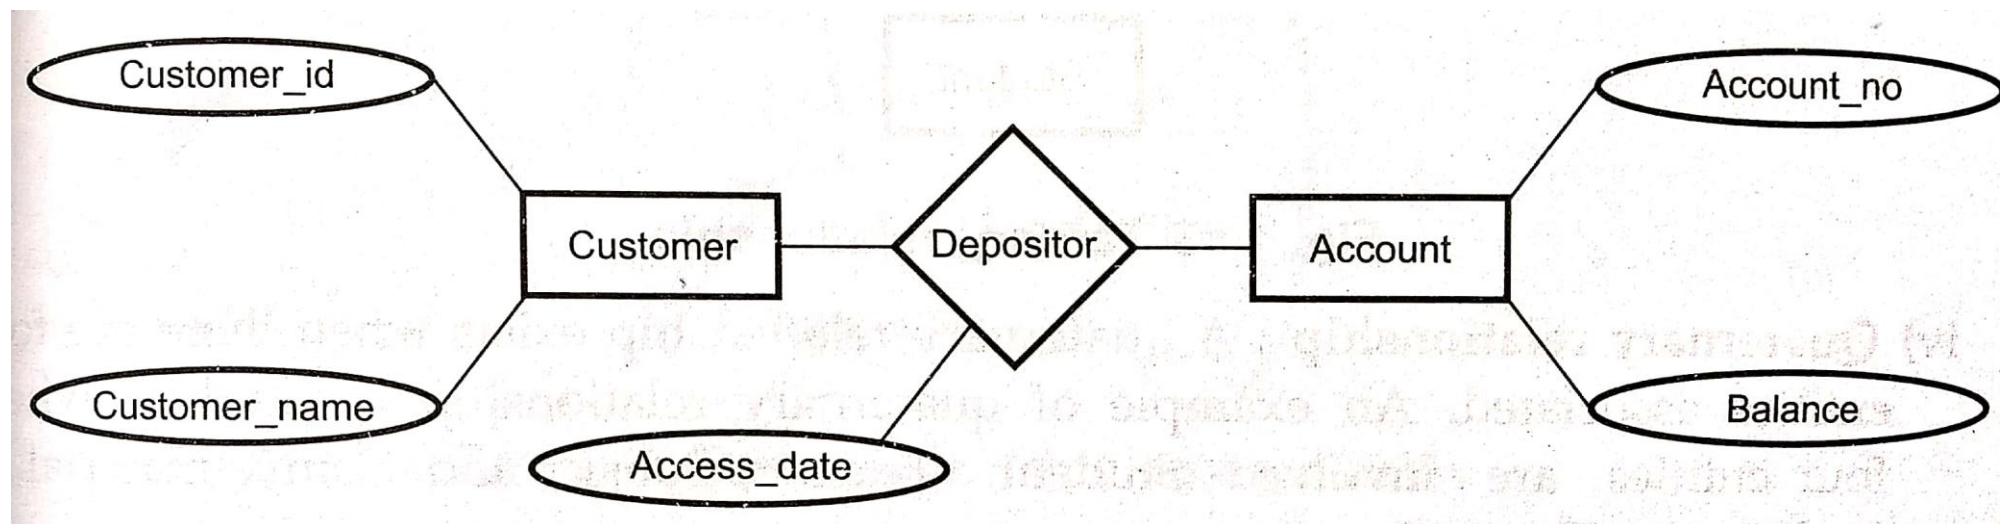 Customer_id
Account_no
Customer
Depositor
Account
Customer_name
Access_date
Balance